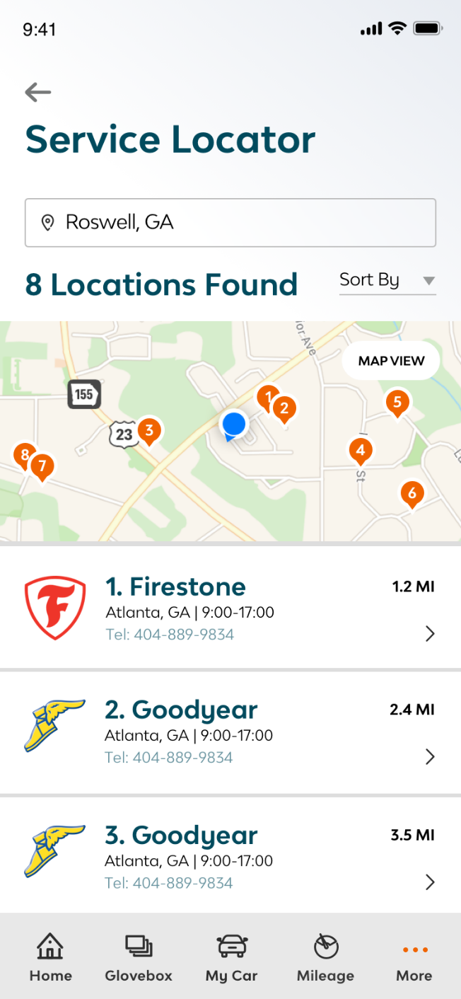 9:41
Service Locator
Roswell, GA
8 Locations Found
Sort By
MAP VIEW
155
1
2
5
23
3
4
8
7
St
6
1. Firestone
1.2 MI
Atlanta, GA | 9:00-17:00
Tel: 404-889-9834
2. Goodyear
2.4 MI
Atlanta, GA | 9:00-17:00
Tel: 404-889-9834
3. Goodyear
3.5 MI
Atlanta, GA | 9:00-17:00
Tel: 404-889-9834
Home
Glovebox
My Car
Mileage
More